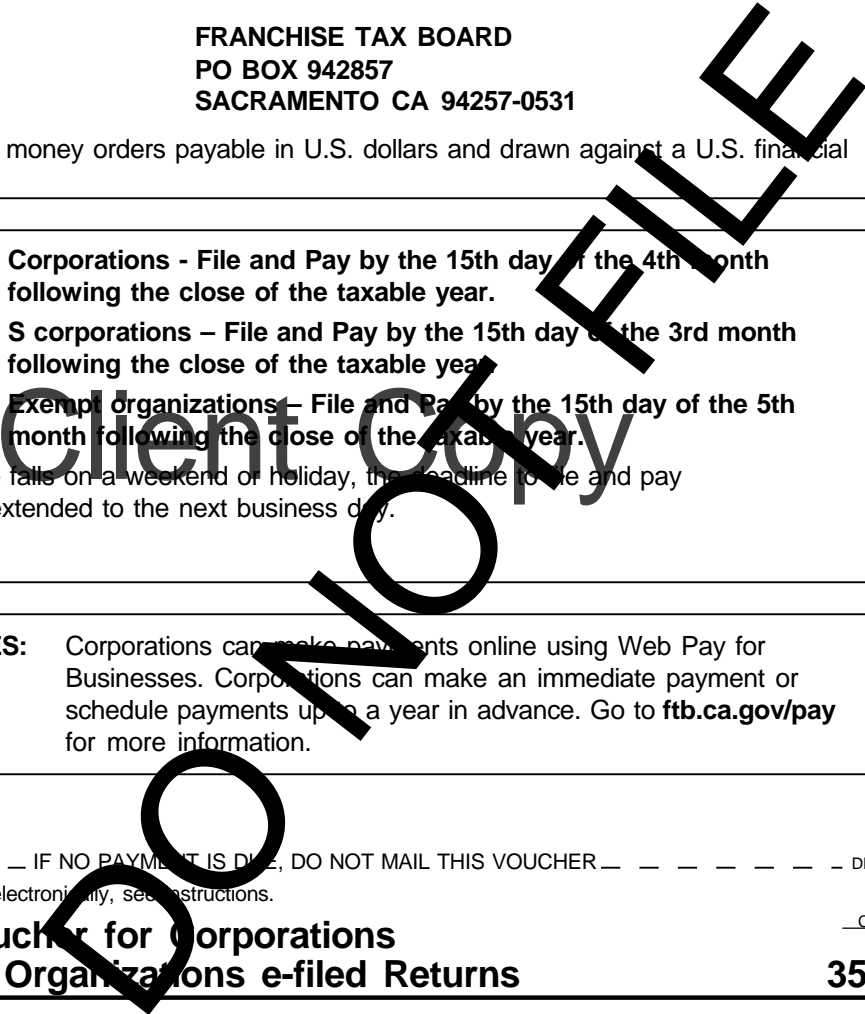 FRANCHISE TAX BOARD
PO BOX 942857
SACRAMENTO CA 94257-0531
money orders payable in U.S. dollars and drawn against a U.S. financial
Corporations - File and Pay by the 15th day of the 4th month
following the close of the taxable year.
S corporations – File and Pay by the 15th day of the 3rd month
following the close of the taxable year.
Exempt organizations – File and Pay by the 15th day of the 5th
month following the close of the taxable year.
falls on a weekend or holiday, the deadline to file and pay
extended to the next business day.
Client Copy
DO NOT FILE
ES: Corporations can make payments online using Web Pay for
Businesses. Corporations can make an immediate payment or
schedule payments up to a year in advance. Go to ftb.ca.gov/pay
for more information.
IF NO PAYMENT IS DUE, DO NOT MAIL THIS VOUCHER
electronically, see instructions.
ucher for Corporations
Organizations e-filed Returns 35